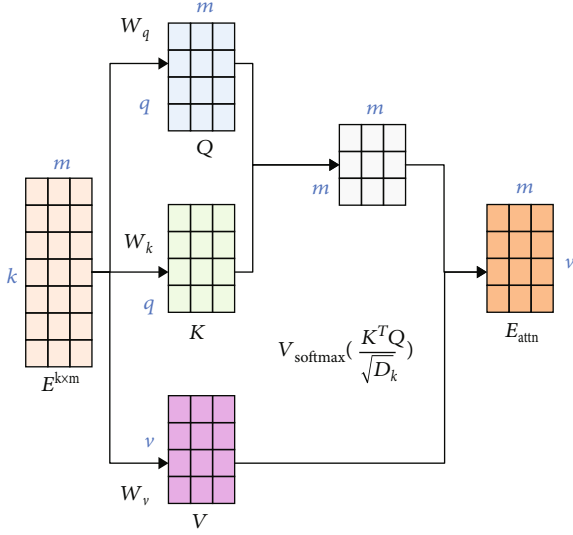 m
W_q
q
Q
m
m
m
m
k
W_k
q
K
v
E_attn
E^{k×m}
V_softmax( K^T Q / √D_k )
v
W_v
V